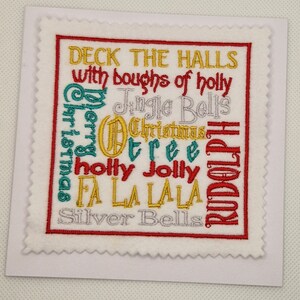 DECK THE HALLS
with boughs of holly
Jingle Bells
Merry Christmas
O Christmas
tree
RUDOLPH
holly Jolly
FA LA LA LA
Silver Bells